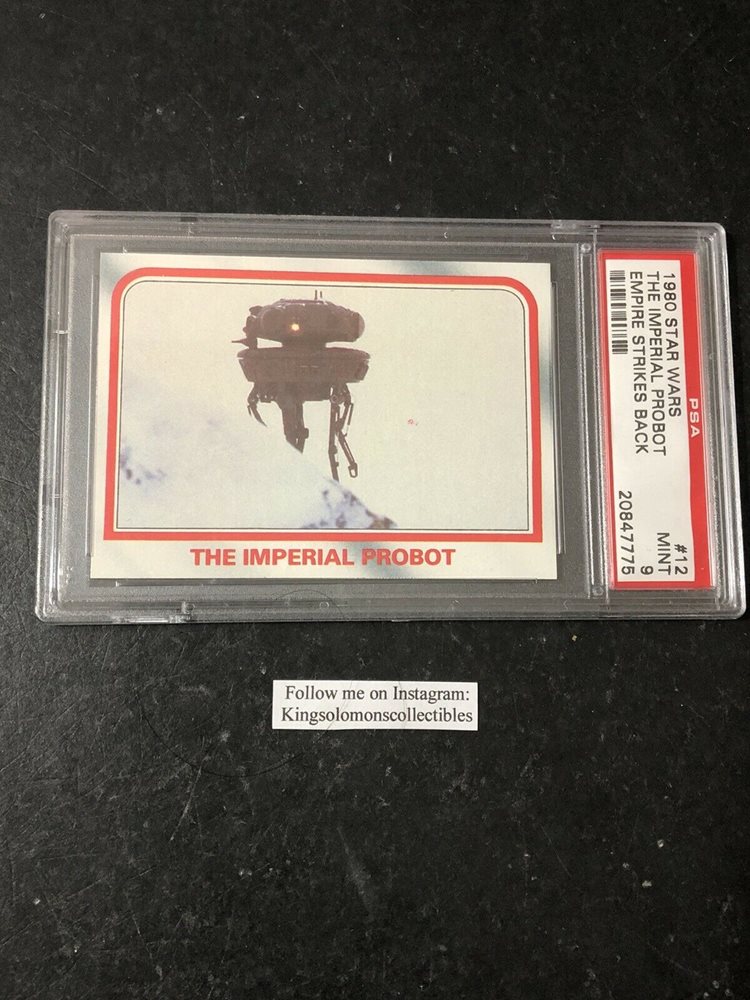 THE IMPERIAL PROBOT
PSA
1980 STAR WARS #12
THE IMPERIAL PROBOT MINT
EMPIRE STRIKES BACK 9
20847775
Follow me on Instagram:
Kingsolomonscollectibles